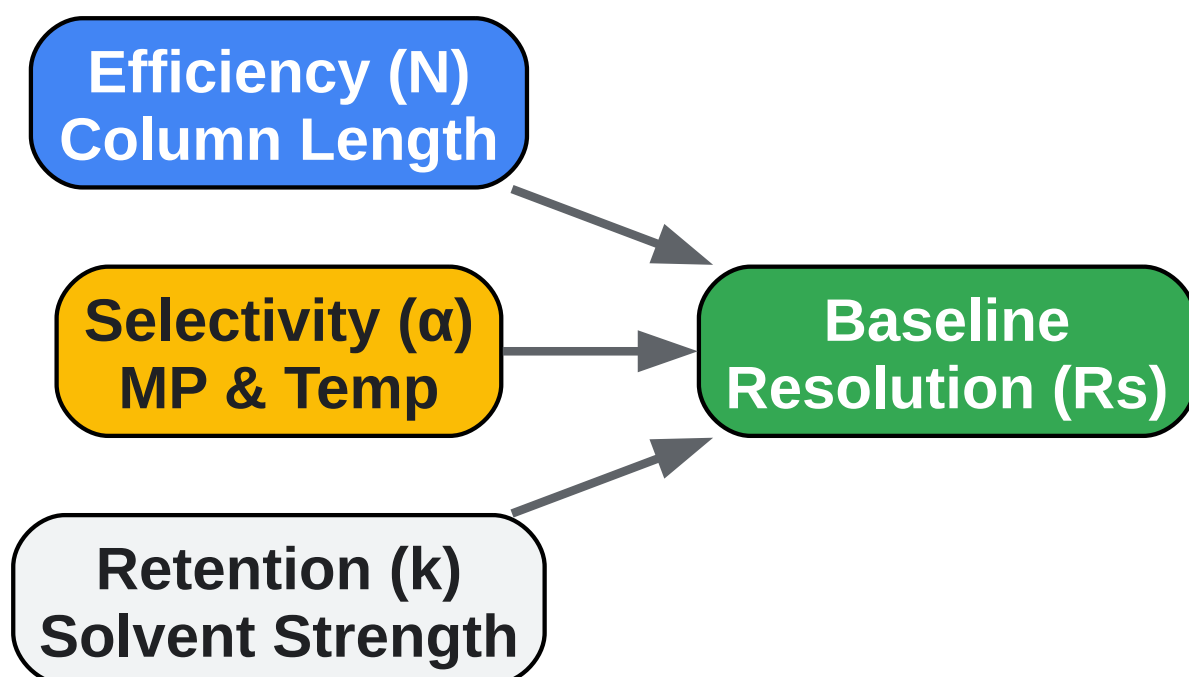 Efficiency (N)
Column Length
Selectivity (α)
MP & Temp
Baseline
Resolution (Rs)
Retention (k)
Solvent Strength